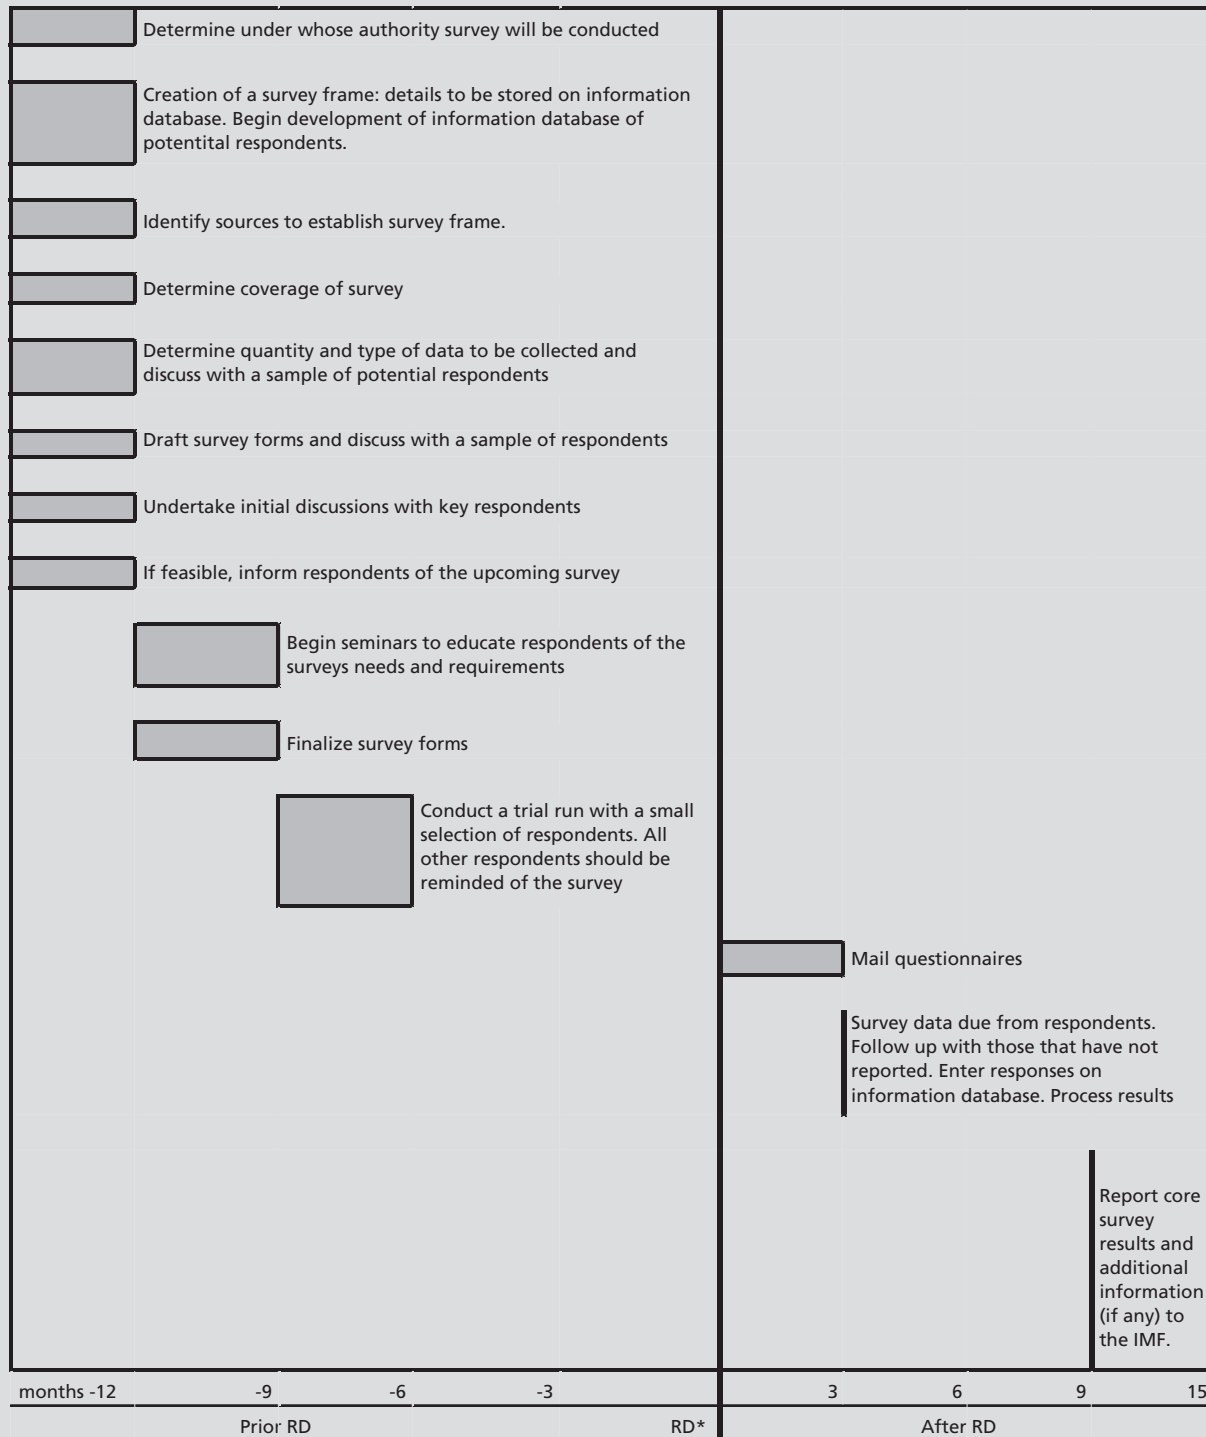 Determine under whose authority survey will be conducted
Creation of a survey frame: details to be stored on information
database. Begin development of information database of
potentital respondents.
Identify sources to establish survey frame.
Determine coverage of survey
Determine quantity and type of data to be collected and
discuss with a sample of potential respondents
Draft survey forms and discuss with a sample of respondents
Undertake initial discussions with key respondents
If feasible, inform respondents of the upcoming survey
Begin seminars to educate respondents of the
surveys needs and requirements
Finalize survey forms
Conduct a trial run with a small
selection of respondents. All
other respondents should be
reminded of the survey
Mail questionnaires
Survey data due from respondents.
Follow up with those that have not
reported. Enter responses on
information database. Process results
Report core
survey
results and
additional
information
(if any) to
the IMF.
months -12 -9 -6 -3 3 6 9 15
Prior RD RD* After RD